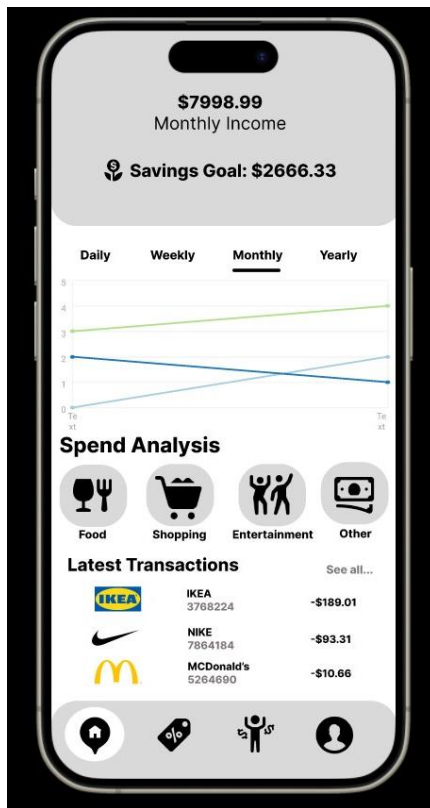 $7998.99
Monthly Income
Savings Goal: $2666.33
Daily Weekly Monthly Yearly
5
4
3
2
1
0
Te
xt
Te
xt
Spend Analysis
Food Shopping Entertainment Other
Latest Transactions See all...
IKEA IKEA -$189.01
3768224
NIKE -$93.31
7864184
MCDonald's -$10.66
5264690